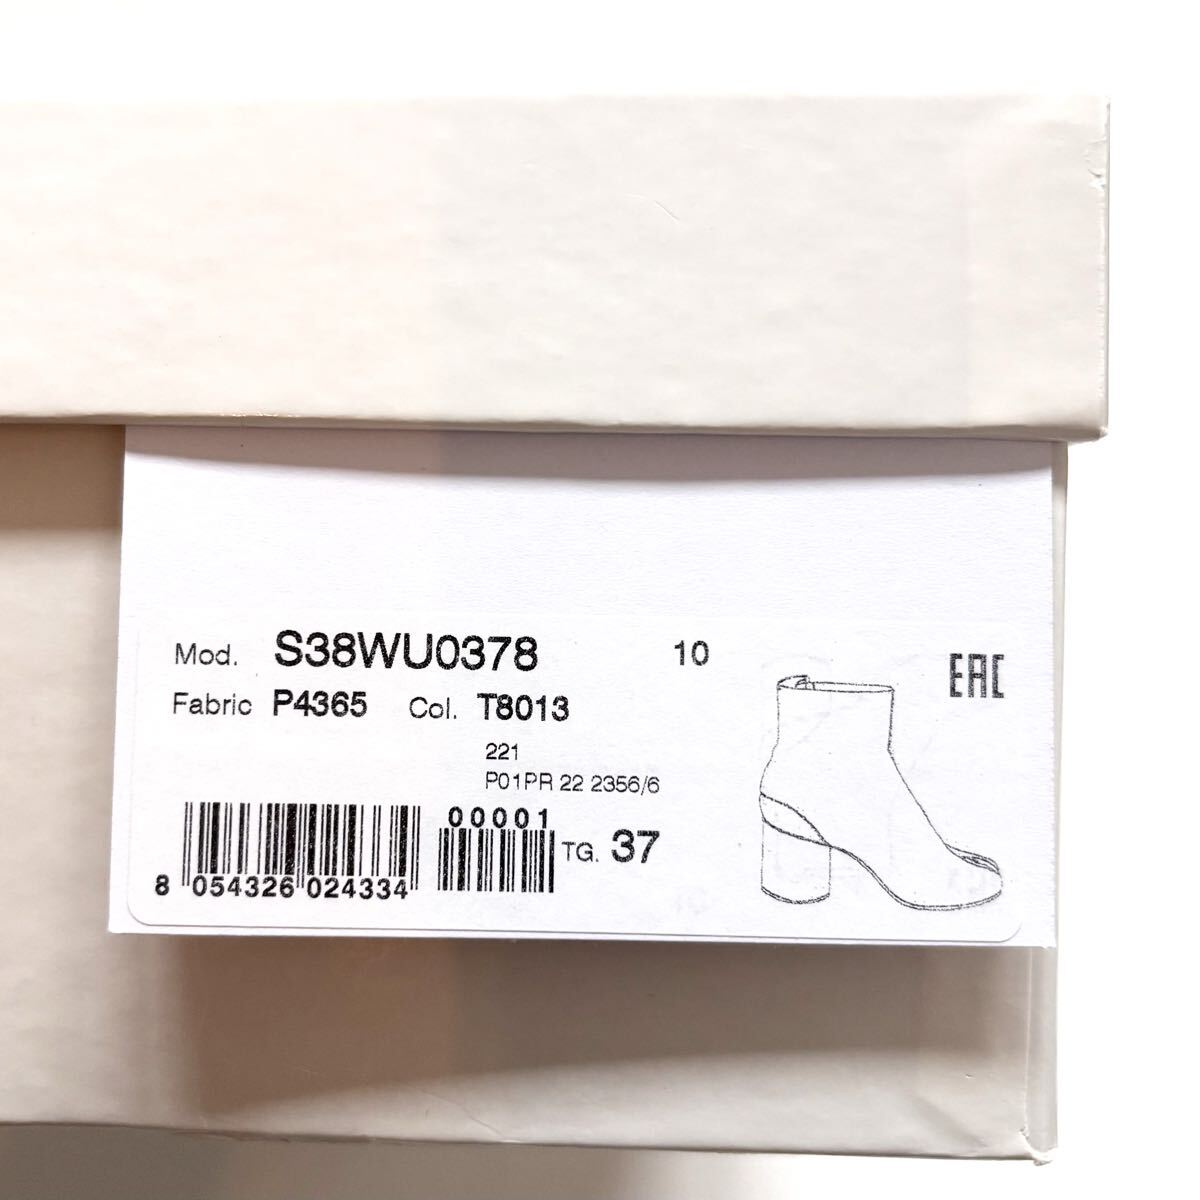 Mod. S38WU0378 10
EAC
Fabric P4365 Col. T8013
221
P01PR 22 2356/6
00001
TG. 37
8 054326 024334